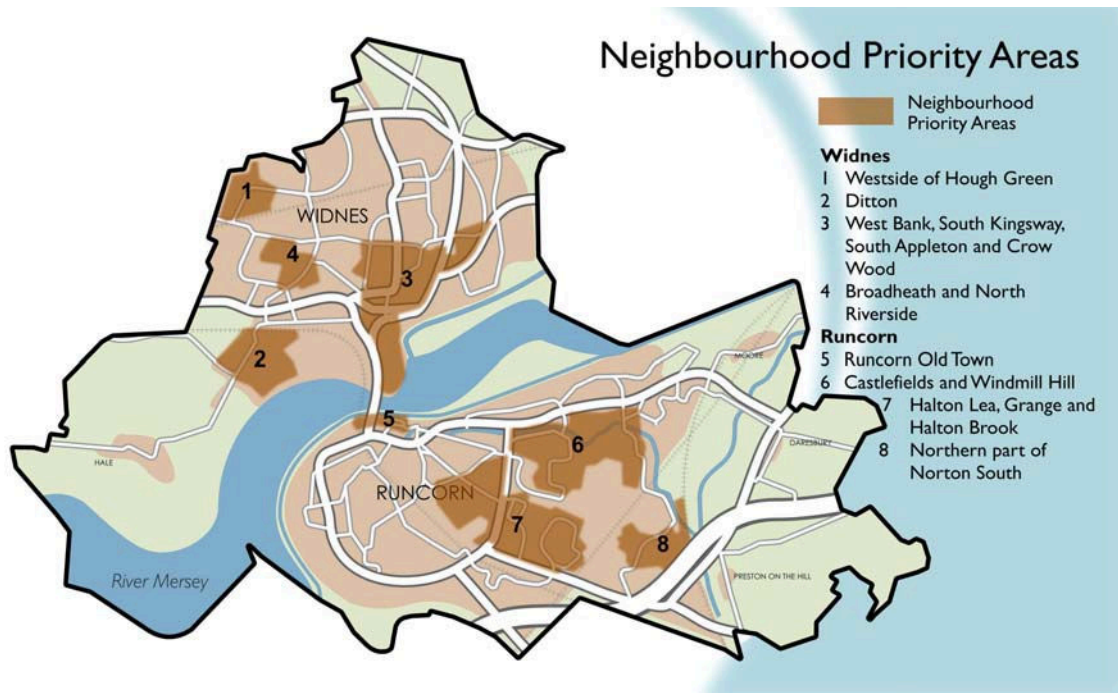 Neighbourhood Priority Areas
Neighbourhood
Priority Areas
Widnes
1 Westside of Hough Green
2 Ditton
3 West Bank, South Kingsway,
South Appleton and Crow
Wood
4 Broadheath and North
Riverside
Runcorn
5 Runcorn Old Town
6 Castlefields and Windmill Hill
7 Halton Lea, Grange and
Halton Brook
8 Northern part of
Norton South
1
WIDNES
4
3
2
MOORE
5
6
DARESBURY
HALE
RUNCORN
7
8
PRESTON ON THE HILL
River Mersey